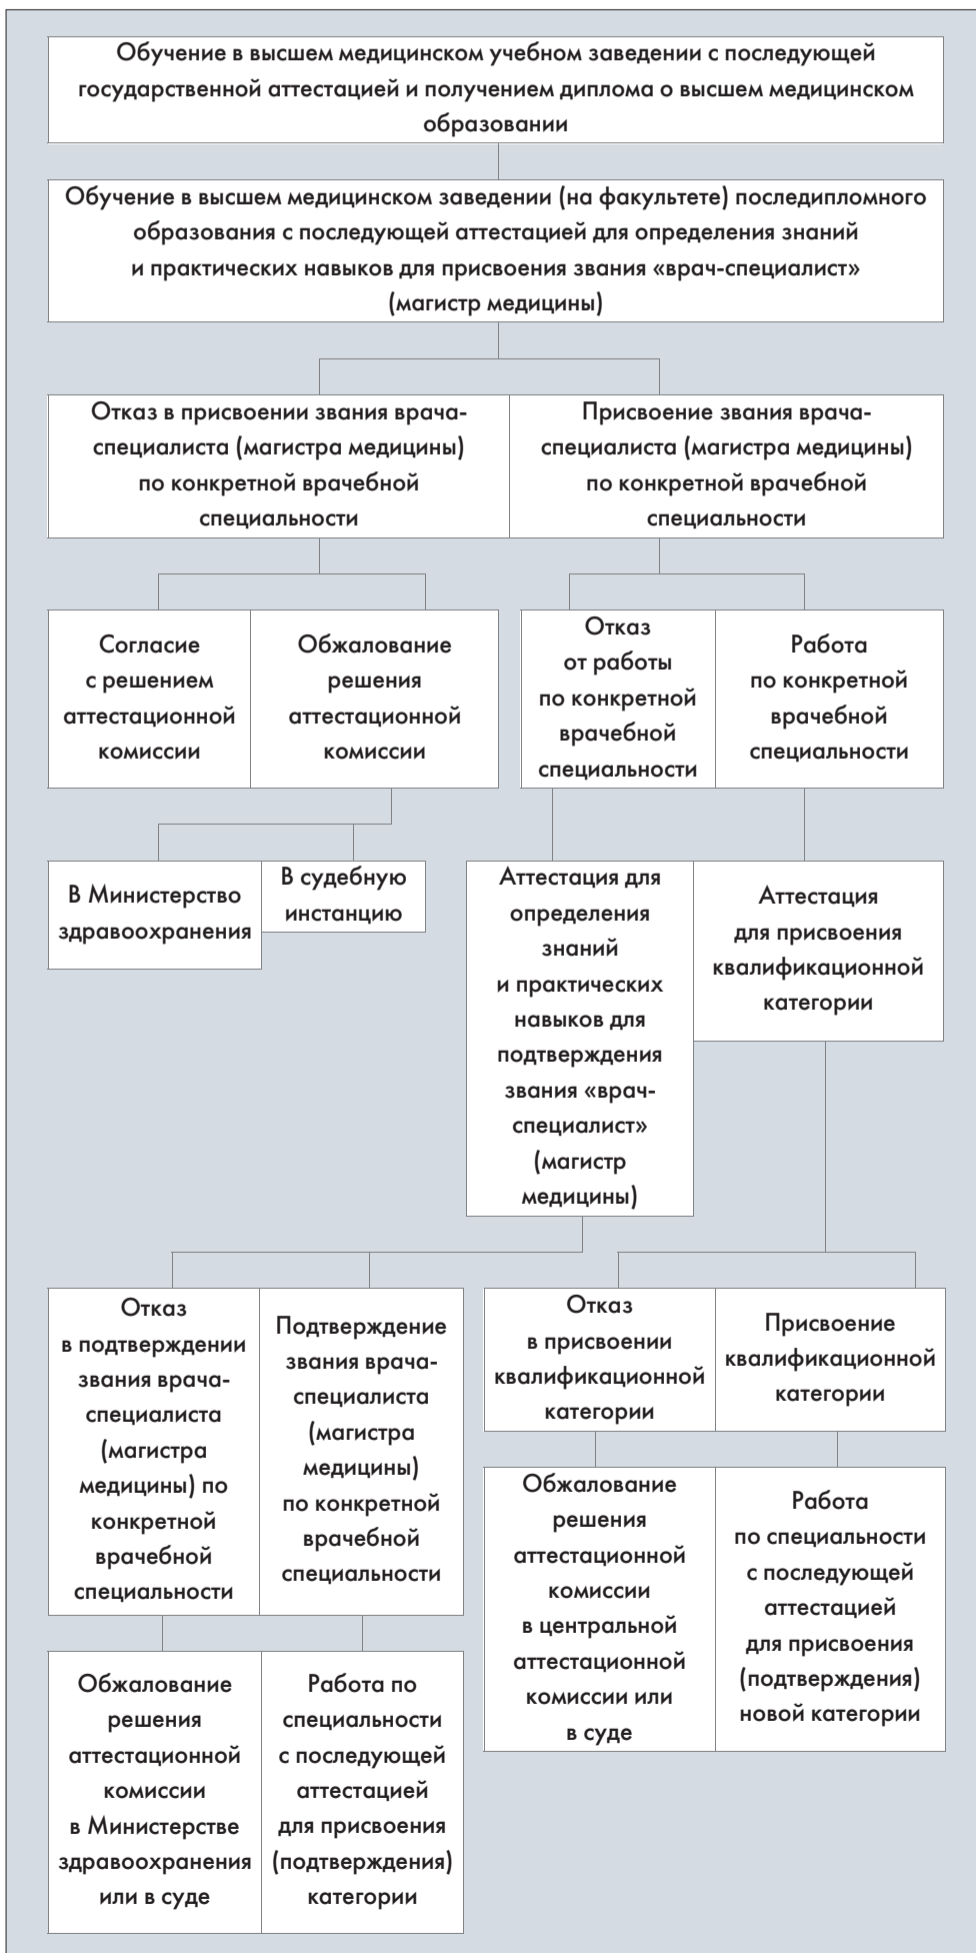 Обучение в высшем медицинском учебном заведении с последующей
государственной аттестацией и получением диплома о высшем медицинском
образовании
Обучение в высшем медицинском заведении (на факультете) последипломного
образования с последующей аттестацией для определения знаний
и практических навыков для присвоения звания «врач-специалист»
(магистр медицины)
Отказ в присвоении звания врача-
специалиста (магистра медицины)
по конкретной врачебной
специальности
Присвоение звания врача-
специалиста (магистра медицины)
по конкретной врачебной
специальности
Согласие
с решением
аттестационной
комиссии
Обжалование
решения
аттестационной
комиссии
Отказ
от работы
по конкретной
врачебной
специальности
Работа
по конкретной
врачебной
специальности
В Министерство
здравоохранения
В судебную
инстанцию
Аттестация для
определения
знаний
и практических
навыков для
подтверждения
звания «врач-
специалист»
(магистр
медицины)
Аттестация
для присвоения
квалификационной
категории
Отказ
в подтверждении
звания врача-
специалиста
(магистра
медицины) по
конкретной
врачебной
специальности
Подтверждение
звания врача-
специалиста
(магистра
медицины)
по конкретной
врачебной
специальности
Отказ
в присвоении
квалификационной
категории
Присвоение
квалификационной
категории
Обжалование
решения
аттестационной
комиссии
в центральной
аттестационной
комиссии или
в суде
Работа
по специальности
с последующей
аттестацией
для присвоения
(подтверждения)
новой категории
Обжалование
решения
аттестационной
комиссии
в Министерстве
здравоохранения
или в суде
Работа по
специальности
с последующей
аттестацией
для присвоения
(подтверждения)
категории